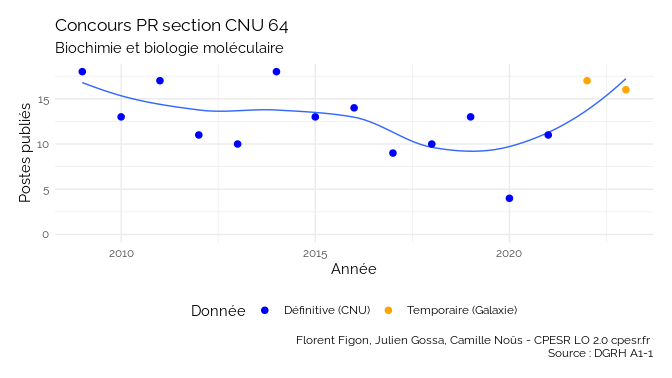 Concours PR section CNU 64
Biochimie et biologie moléculaire
Postes publiés
15
10
5
0
2010
2015
2020
Année
Donnée
Définitive (CNU)
Temporaire (Galaxie)
Florent Figon, Julien Gossa, Camille Noûs - CPESR LO 2.0 cpesr.fr
Source : DGRH A1-1